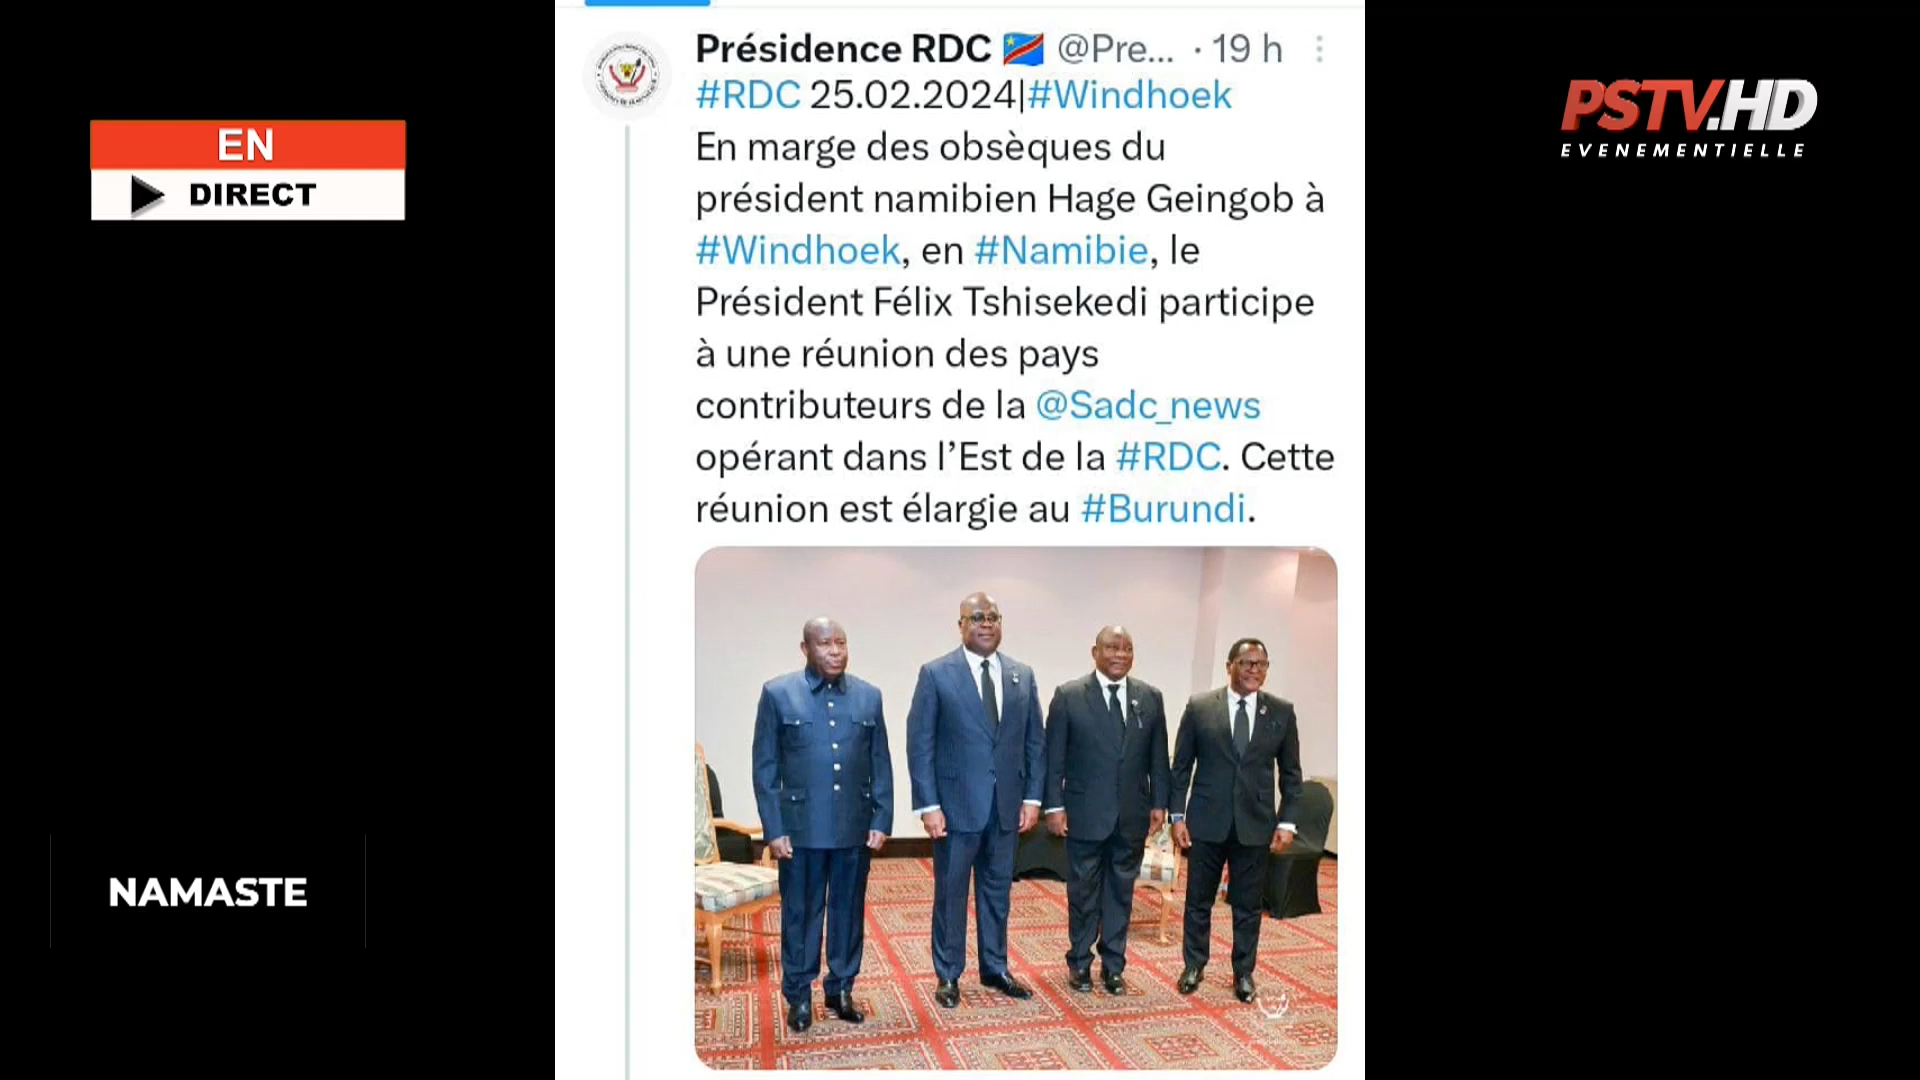 Présidence RDC 🇨🇩 @Pre... · 19 h
#RDC 25.02.2024|#Windhoek
En marge des obsèques du
président namibien Hage Geingob à
#Windhoek, en #Namibie, le
Président Félix Tshisekedi participe
à une réunion des pays
contributeurs de la @Sadc_news
opérant dans l’Est de la #RDC. Cette
réunion est élargie au #Burundi.
EN
DIRECT
PSTV.HD
EVENEMENTIELLE
NAMASTE